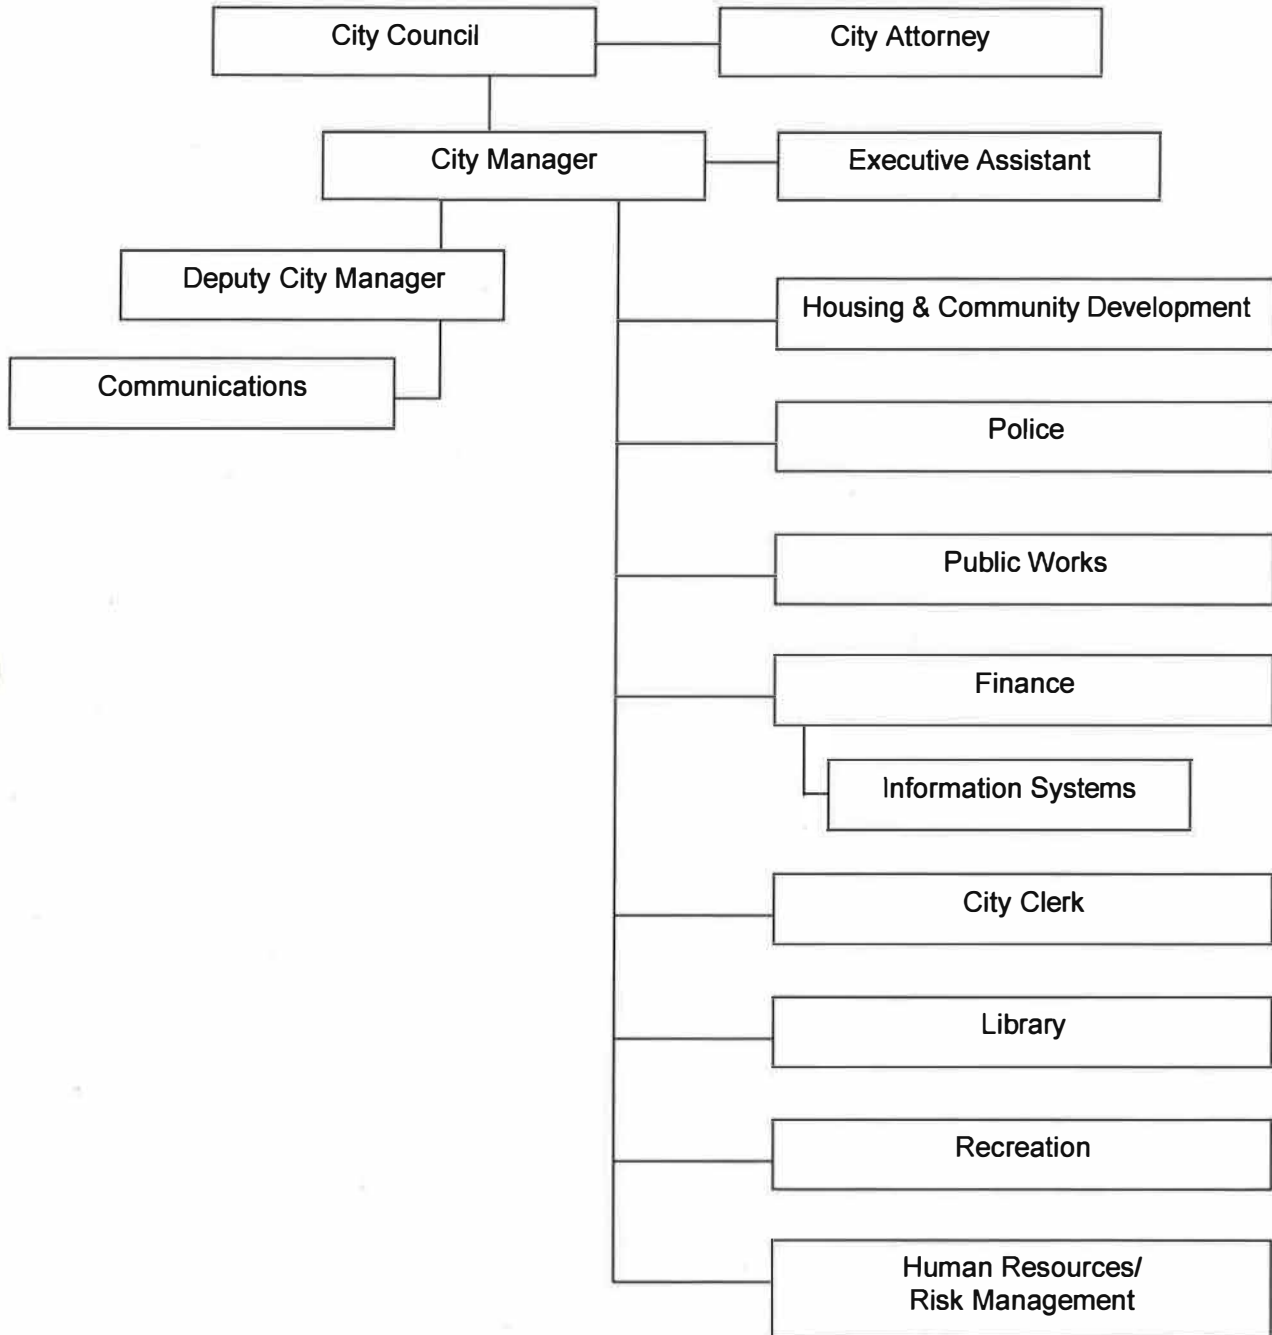 City Council
City Attorney
City Manager
Executive Assistant
Deputy City Manager
Housing & Community Development
Communications
Police
Public Works
Finance
Information Systems
City Clerk
Library
Recreation
Human Resources/
Risk Management